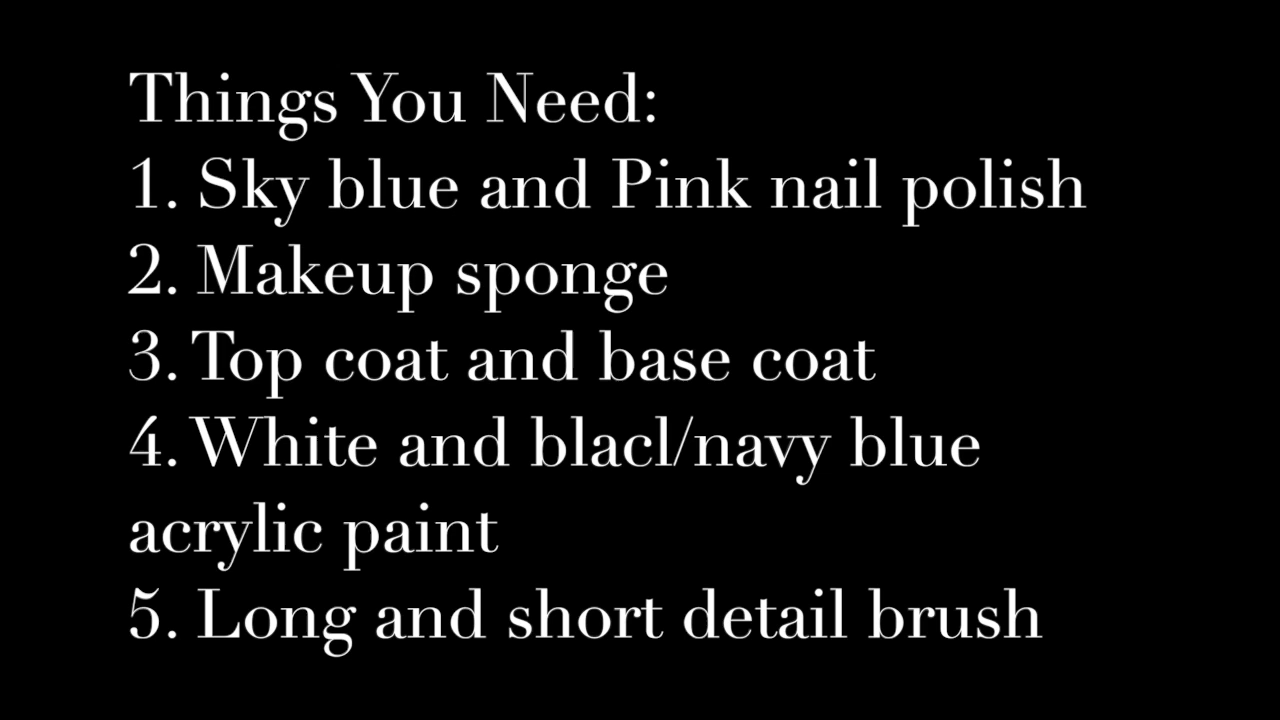 Things You Need:
1. Sky blue and Pink nail polish
2. Makeup sponge
3. Top coat and base coat
4. White and blacl/navy blue
acrylic paint
5. Long and short detail brush